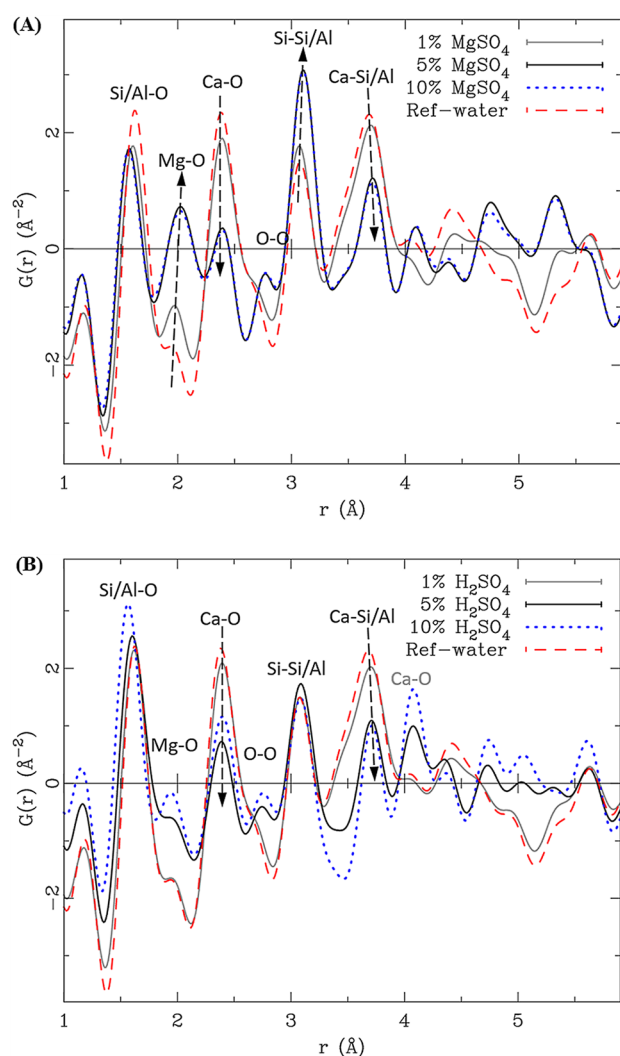 (A)
Si-Si/Al
1% MgSO₄
5% MgSO₄
10% MgSO₄
Ref-water
Si/Al-O
Ca-O
Ca-Si/Al
Mg-O
O-O
G(r) (Å⁻²)
2
0
-2
1 2 3 4 5
r (Å)
(B)
1% H₂SO₄
5% H₂SO₄
10% H₂SO₄
Ref-water
Si/Al-O
Ca-O
Ca-Si/Al
Si-Si/Al
Ca-O
Mg-O
O-O
G(r) (Å⁻²)
2
0
-2
1 2 3 4 5
r (Å)